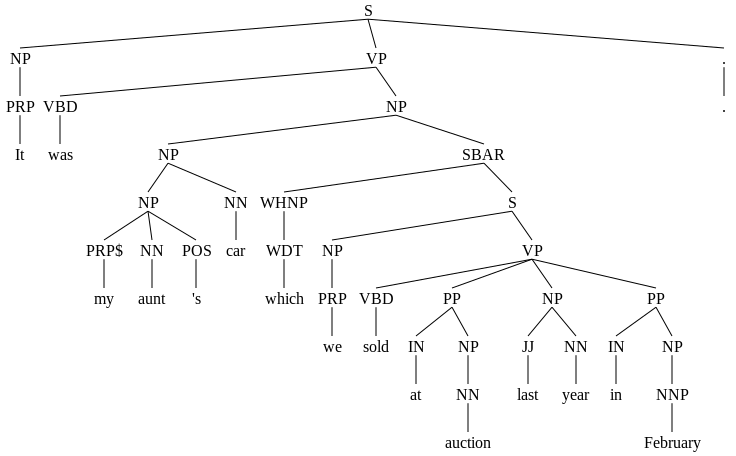 S
NP VP .
PRP VBD NP .
It was NP SBAR
NP NN WHNP S
PRP$ NN POS car WDT NP VP
my aunt 's which PRP VBD PP NP PP
we sold IN NP JJ NN IN NP
at NN last year in NNP
auction February